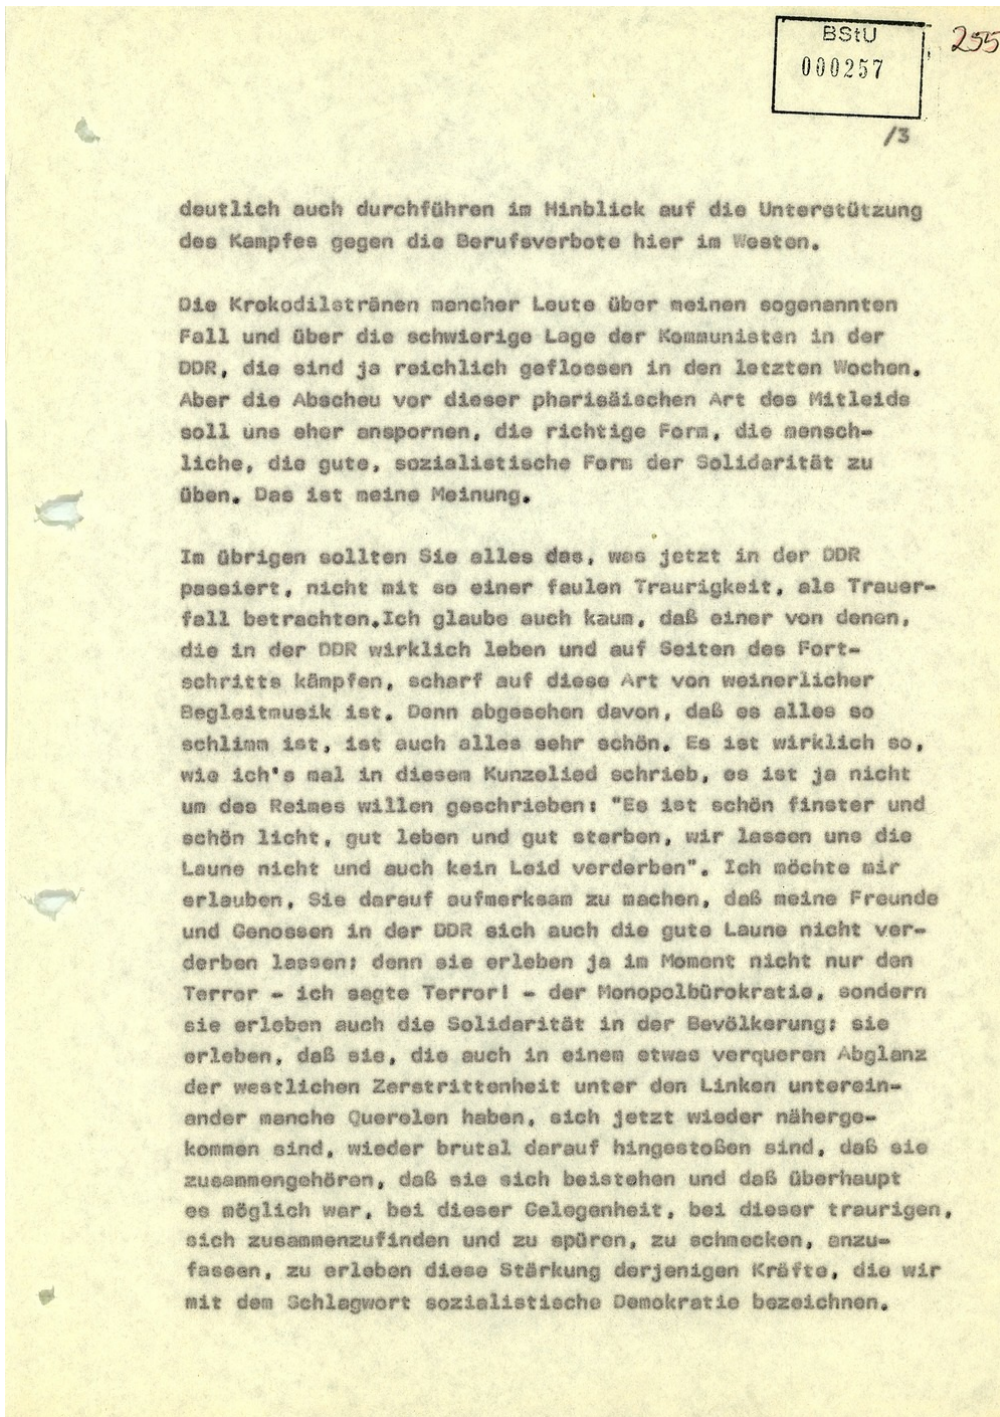 BStU
000257
255
/3
deutlich auch durchführen im Hinblick auf die Unterstützung
des Kampfes gegen die Berufsverbote hier im Westen.
Die Krokodilstränen mancher Leute über meinen sogenannten
Fall und über die schwierige Lage der Kommunisten in der
DDR, die sind ja reichlich geflossen in den letzten Wochen.
Aber die Abscheu vor dieser pharisäischen Art des Mitleids
soll uns eher anspornen, die richtige Form, die mensch-
liche, die gute, sozialistische Form der Solidarität zu
üben. Das ist meine Meinung.
Im übrigen sollten Sie alles das, was jetzt in der DDR
passiert, nicht mit so einer faulen Traurigkeit, als Trauer-
fall betrachten.Ich glaube auch kaum, daß einer von denen,
die in der DDR wirklich leben und auf Seiten des Fort-
schritts kämpfen, scharf auf diese Art von weinerlicher
Begleitmusik ist. Denn abgesehen davon, daß es alles so
schlimm ist, ist auch alles sehr schön. Es ist wirklich so,
wie ich's mal in diesem Kunzelied schrieb, es ist ja nicht
um des Reimes willen geschrieben: "Es ist schön finster und
schön licht, gut leben und gut sterben, wir lassen uns die
Laune nicht und auch kein Leid verderben". Ich möchte mir
erlauben, Sie darauf aufmerksam zu machen, daß meine Freunde
und Genossen in der DDR sich auch die gute Laune nicht ver-
derben lassen; denn sie erleben ja im Moment nicht nur den
Terror - ich sagte Terror! - der Monopolbürokratie, sondern
sie erleben auch die Solidarität in der Bevölkerung; sie
erleben, daß sie, die auch in einem etwas verqueren Abglanz
der westlichen Zerstrittenheit unter den Linken unterein-
ander manche Querelen haben, sich jetzt wieder näherge-
kommen sind, wieder brutal darauf hingestoßen sind, daß sie
zusammengehören, daß sie sich beistehen und daß überhaupt
es möglich war, bei dieser Gelegenheit, bei dieser traurigen,
sich zusammenzufinden und zu spüren, zu schmecken, anzu-
fassen, zu erleben diese Stärkung derjenigen Kräfte, die wir
mit dem Schlagwort sozialistische Demokratie bezeichnen.